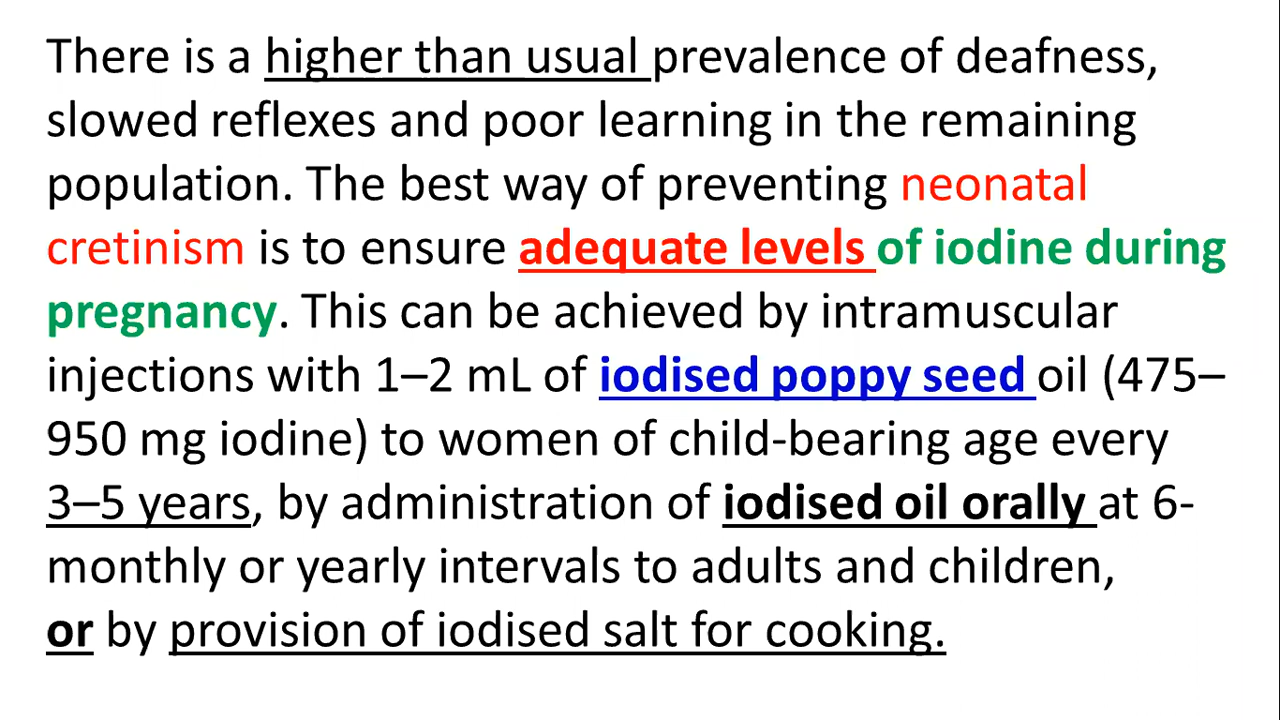 There is a higher than usual prevalence of deafness,
slowed reflexes and poor learning in the remaining
population. The best way of preventing neonatal
cretinism is to ensure adequate levels of iodine during
pregnancy. This can be achieved by intramuscular
injections with 1–2 mL of iodised poppy seed oil (475–
950 mg iodine) to women of child-bearing age every
3–5 years, by administration of iodised oil orally at 6-
monthly or yearly intervals to adults and children,
or by provision of iodised salt for cooking.